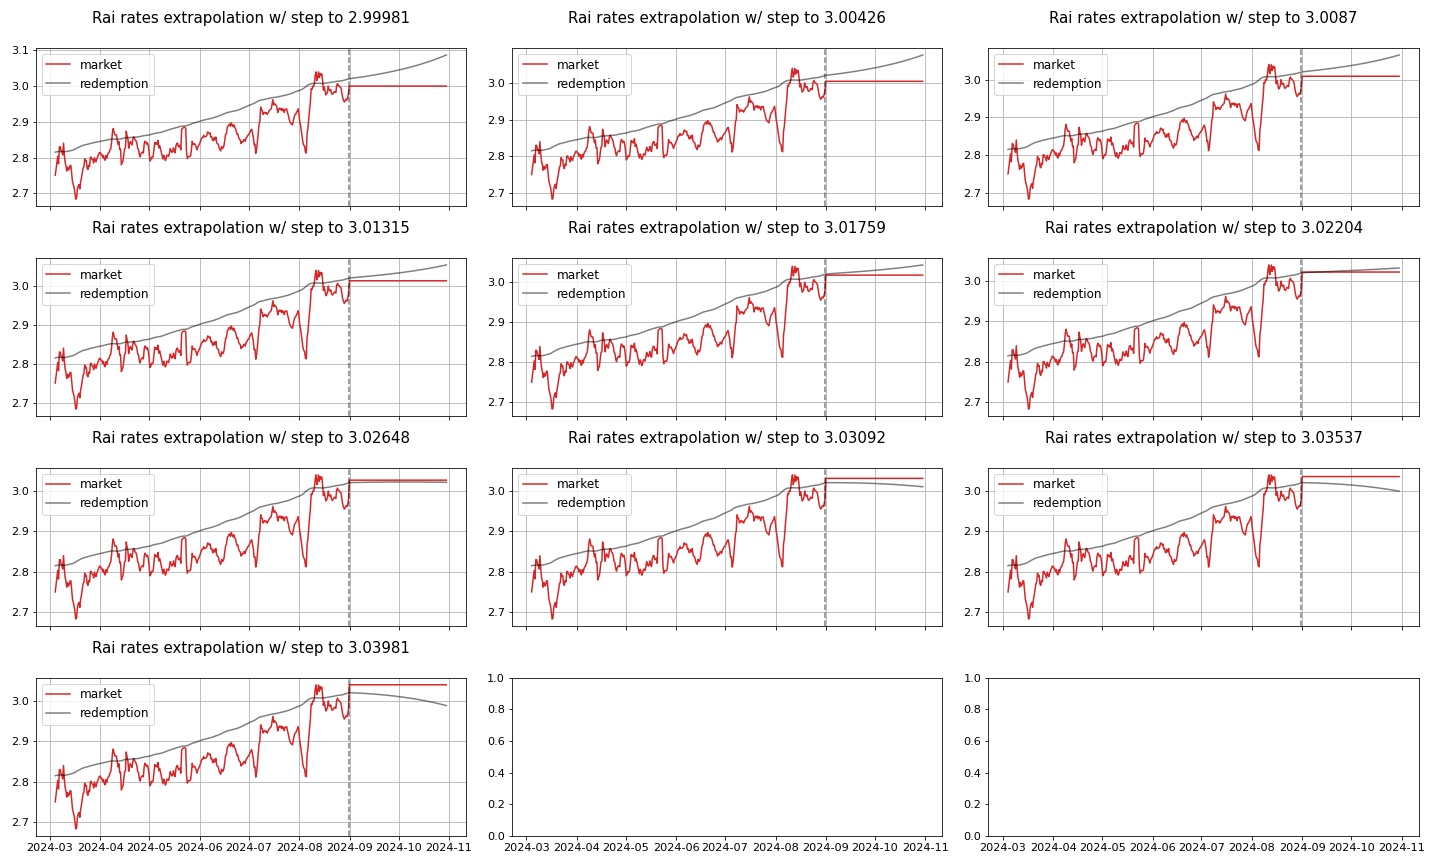 Rai rates extrapolation w/ step to 2.99981
Rai rates extrapolation w/ step to 3.00426
Rai rates extrapolation w/ step to 3.0087
3.1
3.0
2.9
2.8
2.7
market
redemption
3.0
2.9
2.8
2.7
market
redemption
3.0
2.9
2.8
2.7
market
redemption
Rai rates extrapolation w/ step to 3.01315
Rai rates extrapolation w/ step to 3.01759
Rai rates extrapolation w/ step to 3.02204
3.0
2.9
2.8
2.7
market
redemption
3.0
2.9
2.8
2.7
market
redemption
3.0
2.9
2.8
2.7
market
redemption
Rai rates extrapolation w/ step to 3.02648
Rai rates extrapolation w/ step to 3.03092
Rai rates extrapolation w/ step to 3.03537
3.0
2.9
2.8
2.7
market
redemption
3.0
2.9
2.8
2.7
market
redemption
3.0
2.9
2.8
2.7
market
redemption
Rai rates extrapolation w/ step to 3.03981
3.0
2.9
2.8
2.7
market
redemption
1.0
0.8
0.6
0.4
0.2
0.0
1.0
0.8
0.6
0.4
0.2
0.0
2024-03 2024-04 2024-05 2024-06 2024-07 2024-08 2024-09 2024-10 2024-11
2024-03 2024-04 2024-05 2024-06 2024-07 2024-08 2024-09 2024-10 2024-11
2024-03 2024-04 2024-05 2024-06 2024-07 2024-08 2024-09 2024-10 2024-11